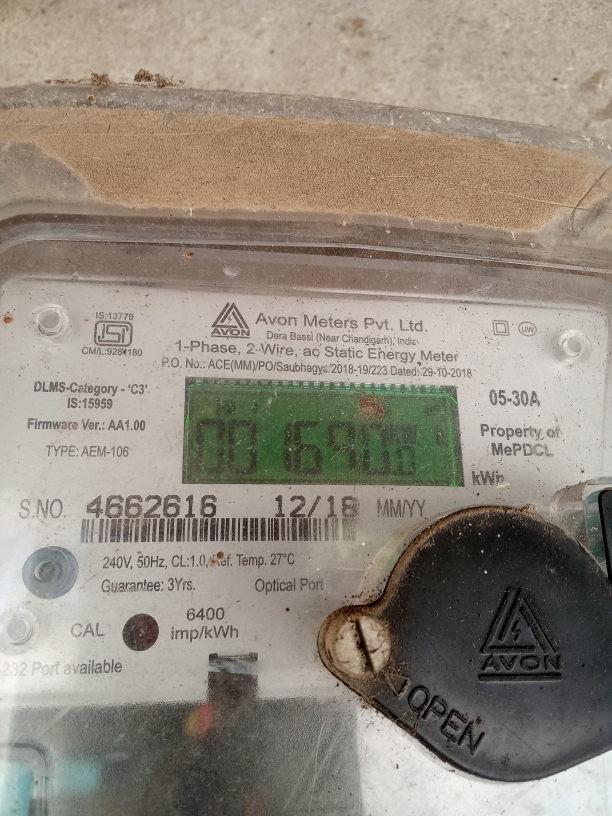 IS:13779
CM/L:9284180
AVON
Avon Meters Pvt. Ltd.
Dera Bassi (Near Chandigarh), India
UW
1-Phase, 2-Wire, ac Static Energy Meter
P.O. No.: ACE(MM)/PO/Saubhagya/2018-19/223 Dated: 29-10-2018
DLMS-Category - 'C3'
IS:15959
Firmware Ver.: AA1.00
TYPE: AEM-106
05-30A
Property of
MePDCL
kWh
S.NO. 4662616 12/18 MM/YY
240V, 50Hz, CL:1.0, Ref. Temp. 27°C
Guarantee: 3Yrs. Optical Port
CAL 6400
imp/kWh
-232 Port available
AVON
OPEN